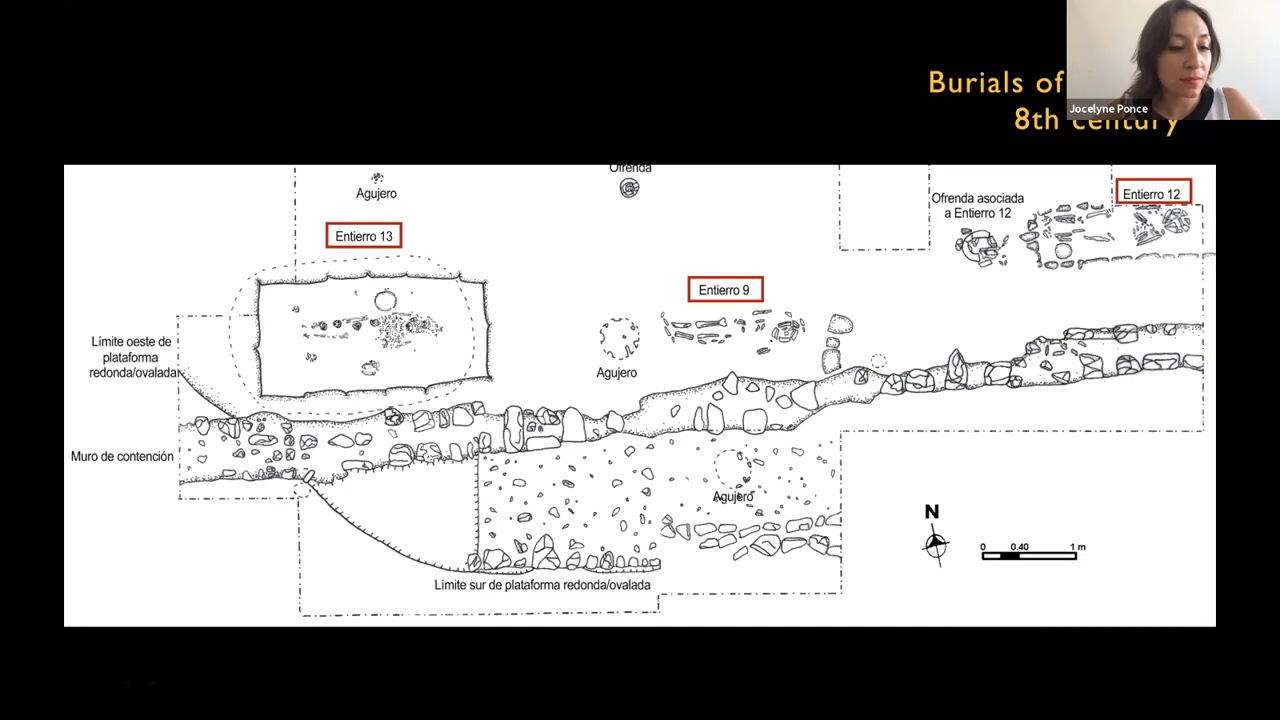 Burials of
8th century
Jocelyne Ponce
Ofrenda
Agujero
Entierro 13
Entierro 12
Ofrenda asociada
a Entierro 12
Entierro 9
Límite oeste de
plataforma
redonda/ovalada
Agujero
Muro de contención
Agujero
N
0 0.40 1 m
Límite sur de plataforma redonda/ovalada